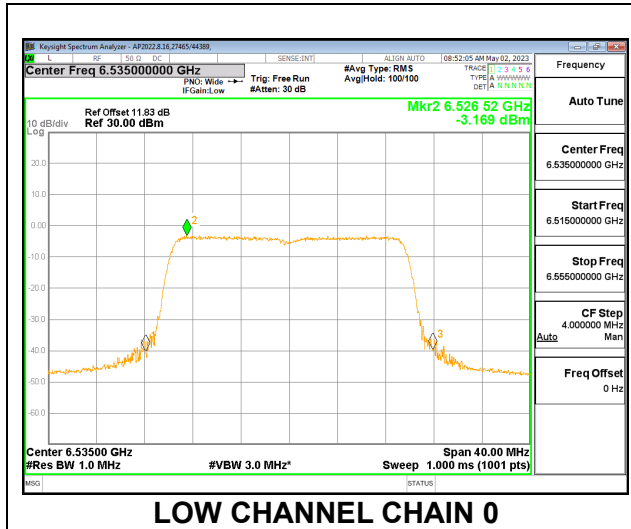 Keysight Spectrum Analyzer - AP2022.8.16,27465/44389,
L RF 50 Ω DC SENSE:INT ALIGN AUTO 08:52:05 AM May 02, 2023
Center Freq 6.535000000 GHz
PNO: Wide
IFGain:Low
Trig: Free Run
#Atten: 30 dB
#Avg Type: RMS
Avg|Hold: 100/100
TRACE 1 2 3 4 5 6
TYPE A WWWWW
DET A N N N N N
Frequency
Auto Tune
Center Freq
6.535000000 GHz
Start Freq
6.515000000 GHz
Stop Freq
6.555000000 GHz
CF Step
4.000000 MHz
Auto Man
Freq Offset
0 Hz
Mkr2 6.526 52 GHz
-3.169 dBm
Ref Offset 11.83 dB
10 dB/div Ref 30.00 dBm
Log
20.0
10.0
0.00
-10.0
-20.0
-30.0
-40.0
-50.0
-60.0
2
3
Center 6.53500 GHz
Span 40.00 MHz
#Res BW 1.0 MHz
#VBW 3.0 MHz*
Sweep 1.000 ms (1001 pts)
MSG
STATUS
LOW CHANNEL CHAIN 0